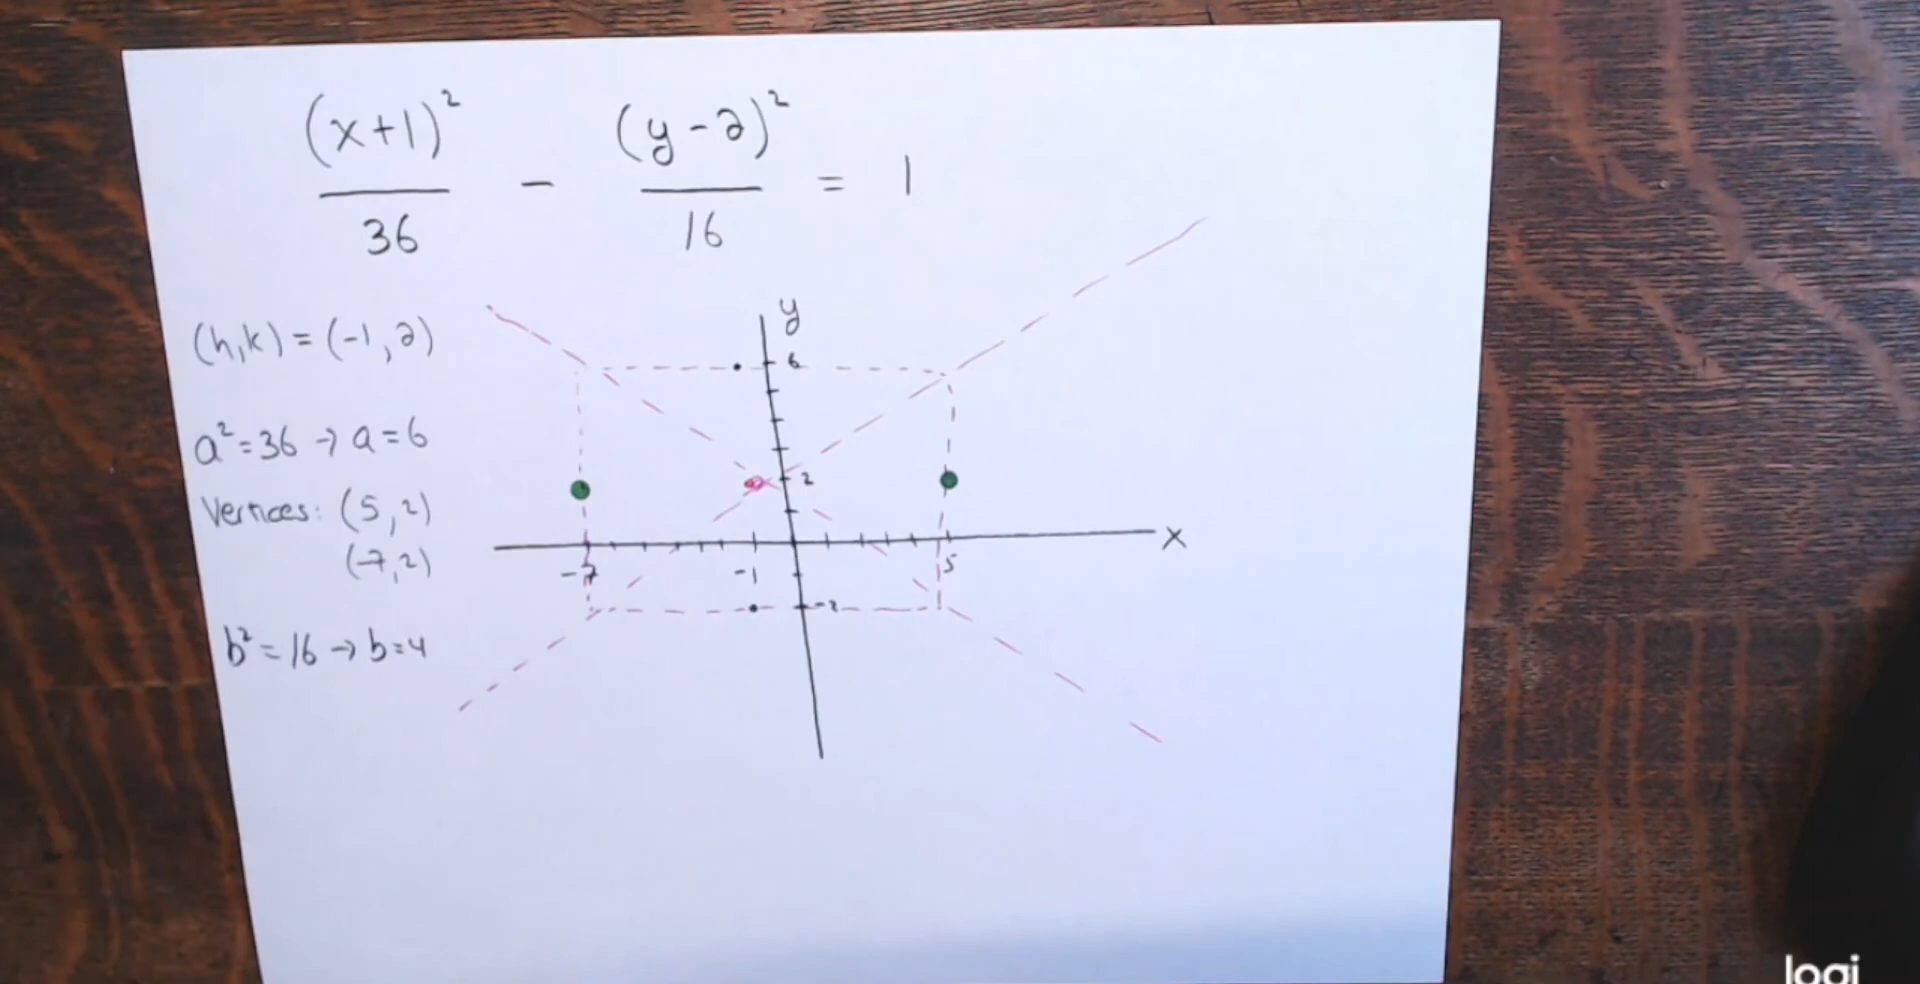 (x+1)² / 36 - (y-2)² / 16 = 1
(h,k) = (-1,2)
a² = 36 → a = 6
Vertices: (5,2)
(-7,2)
b² = 16 → b = 4
y
6
2
x
-7
-1
5
-2
logi